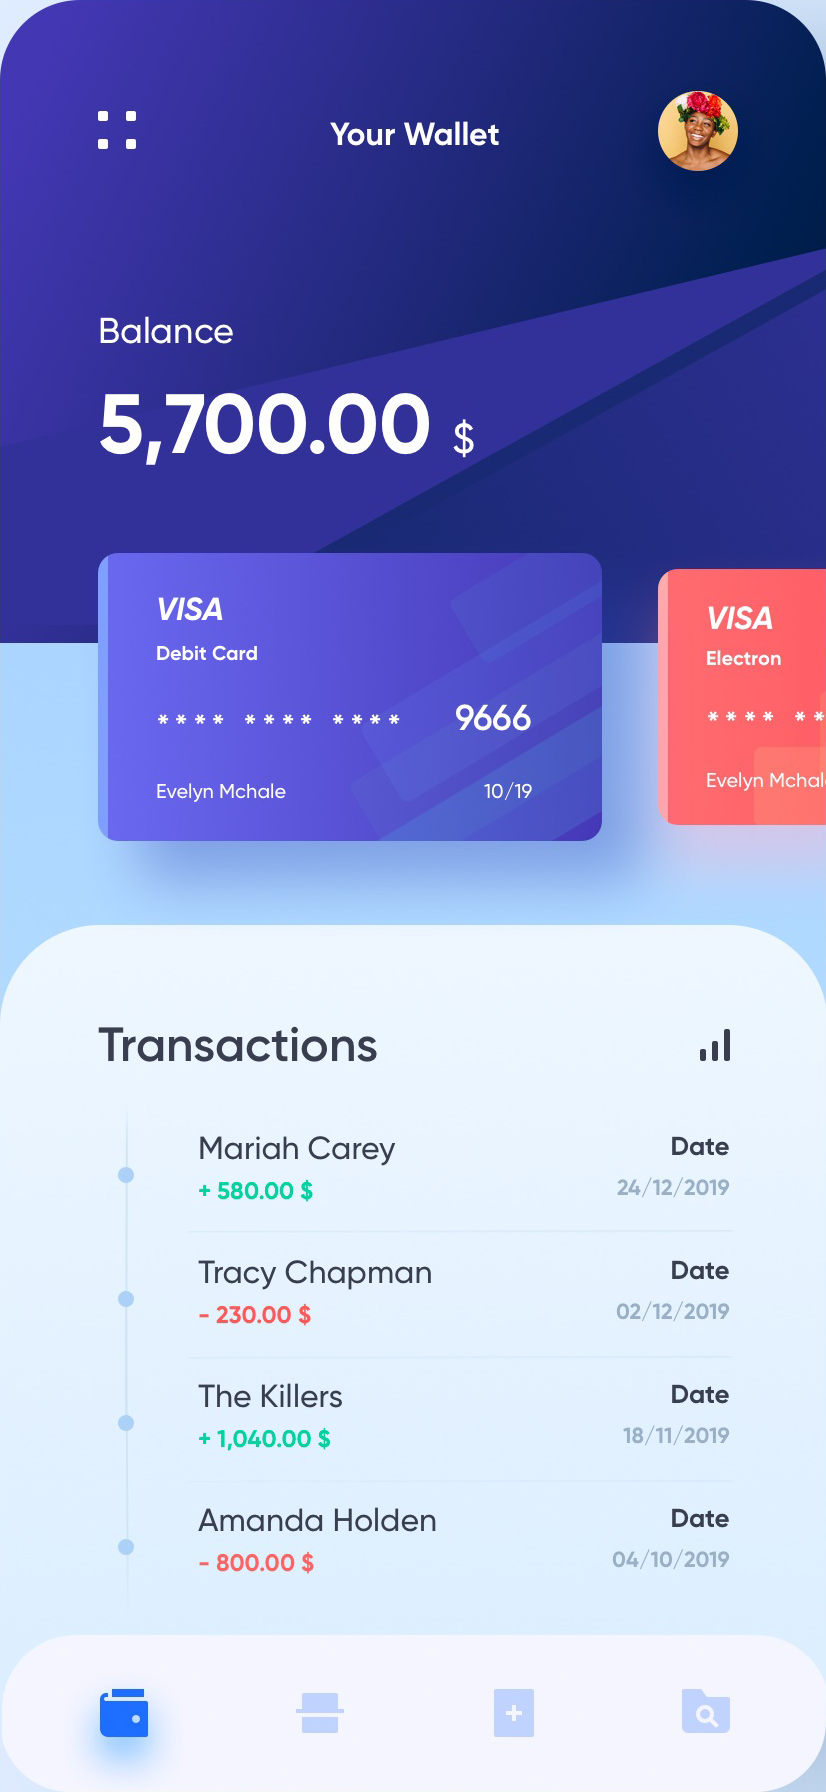 Your Wallet
Balance
5,700.00 $
VISA
Debit Card
**** **** **** 9666
Evelyn Mchale 10/19
VISA
Electron
**** **
Evelyn Mchal
Transactions
Mariah Carey Date
+ 580.00 $ 24/12/2019
Tracy Chapman Date
- 230.00 $ 02/12/2019
The Killers Date
+ 1,040.00 $ 18/11/2019
Amanda Holden Date
- 800.00 $ 04/10/2019